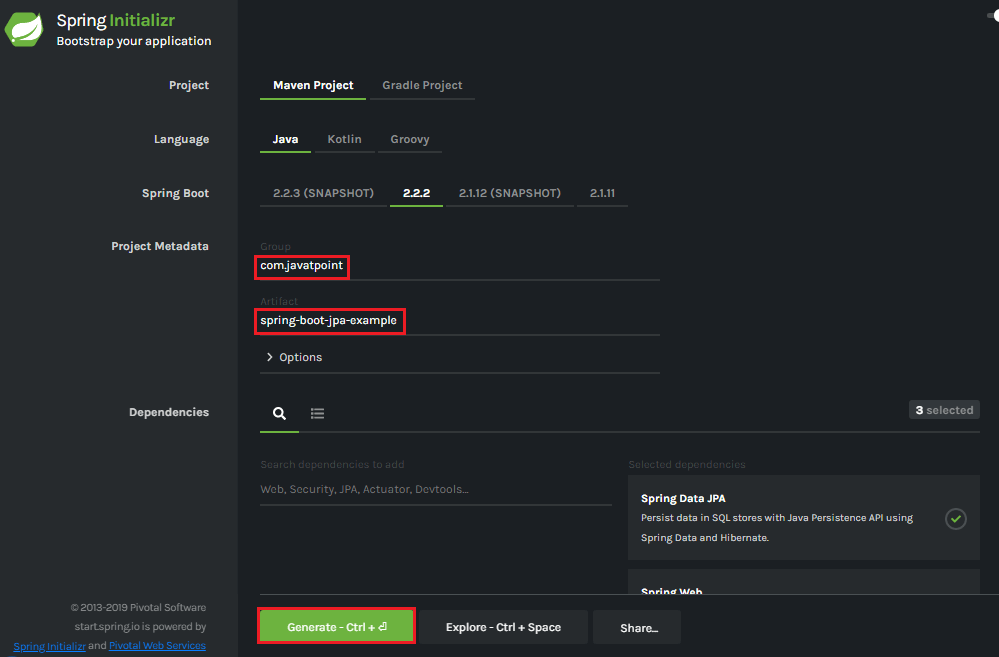 Spring Initializr
Bootstrap your application
Project
Maven Project Gradle Project
Language
Java Kotlin Groovy
Spring Boot
2.2.3 (SNAPSHOT) 2.2.2 2.1.12 (SNAPSHOT) 2.1.11
Project Metadata
Group
com.javatpoint
Artifact
spring-boot-jpa-example
Options
Dependencies
3 selected
Search dependencies to add
Web, Security, JPA, Actuator, Devtools...
Selected dependencies
Spring Data JPA
Persist data in SQL stores with Java Persistence API using
Spring Data and Hibernate.
Spring Web
© 2013-2019 Pivotal Software
start.spring.io is powered by
Spring Initializr and Pivotal Web Services
Generate - Ctrl + ⏎ Explore - Ctrl + Space Share...